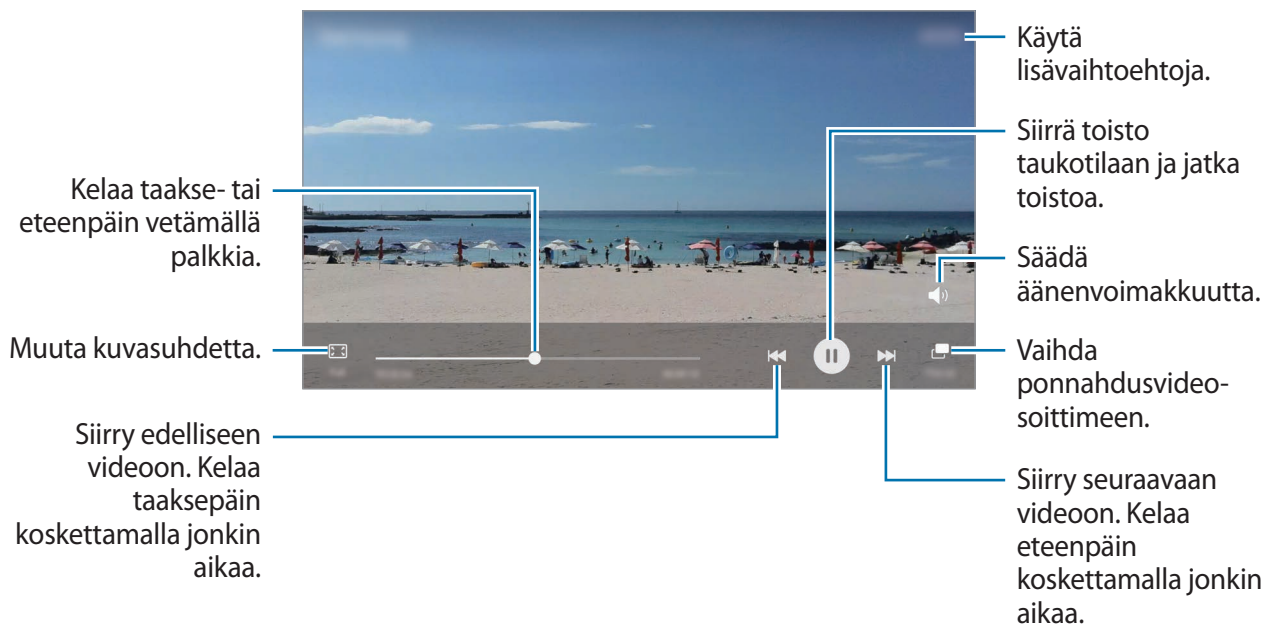 Kelaa taakse- tai
eteenpäin vetämällä
palkkia.
Muuta kuvasuhdetta.
Siirry edelliseen
videoon. Kelaa
taaksepäin
koskettamalla jonkin
aikaa.
Käytä
lisävaihtoehtoja.
Siirrä toisto
taukotilaan ja jatka
toistoa.
Säädä
äänenvoimakkuutta.
Vaihda
ponnahdusvideo-
soittimeen.
Siirry seuraavaan
videoon. Kelaa
eteenpäin
koskettamalla jonkin
aikaa.